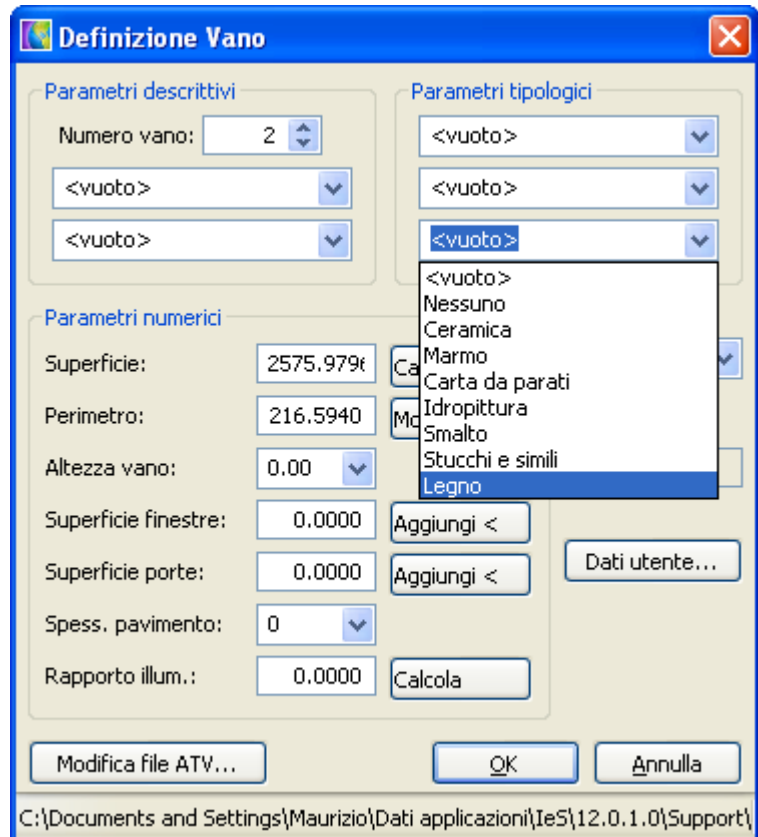 Definizione Vano
Parametri descrittivi
Numero vano: 2
<vuoto>
<vuoto>
Parametri tipologici
<vuoto>
<vuoto>
<vuoto>
<vuoto>
Nessuno
Ceramica
Marmo
Carta da parati
Idropittura
Smalto
Stucchi e simili
Legno
Parametri numerici
Superficie: 2575.979
Perimetro: 216.5940
Altezza vano: 0.00
Superficie finestre: 0.0000 Aggiungi <
Superficie porte: 0.0000 Aggiungi <
Spess. pavimento: 0
Rapporto illum.: 0.0000 Calcola
Dati utente...
Modifica file ATV... OK Annulla
C:\Documents and Settings\Maurizio\Dati applicazioni\IeS\12.0.1.0\Support\